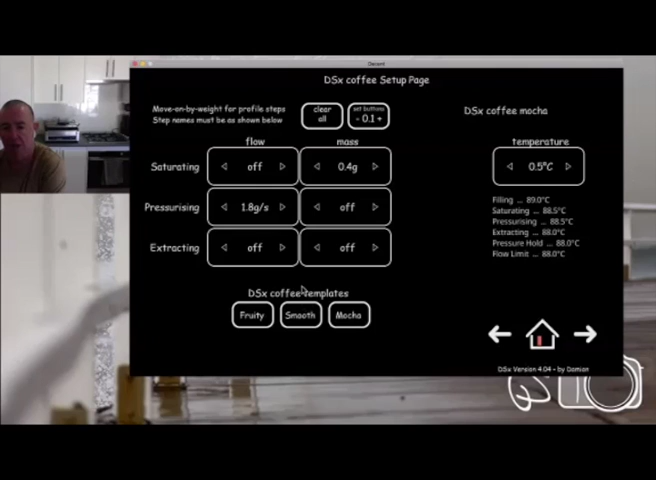 Decent
DSx coffee Setup Page
Move-on-by-weight for profile steps
Step names must be as shown below
clear
all
set buttons
- 0.1 +
DSx coffee mocha
flow
mass
temperature
Saturating
off
0.4g
0.5°C
Pressurising
1.8g/s
off
Extracting
off
off
Filling ... 89.0°C
Saturating ... 88.5°C
Pressurising ... 88.5°C
Extracting ... 88.0°C
Pressure Hold ... 88.0°C
Flow Limit ... 88.0°C
DSx coffee templates
Fruity
Smooth
Mocha
DSx Version 4.04 - by Damian